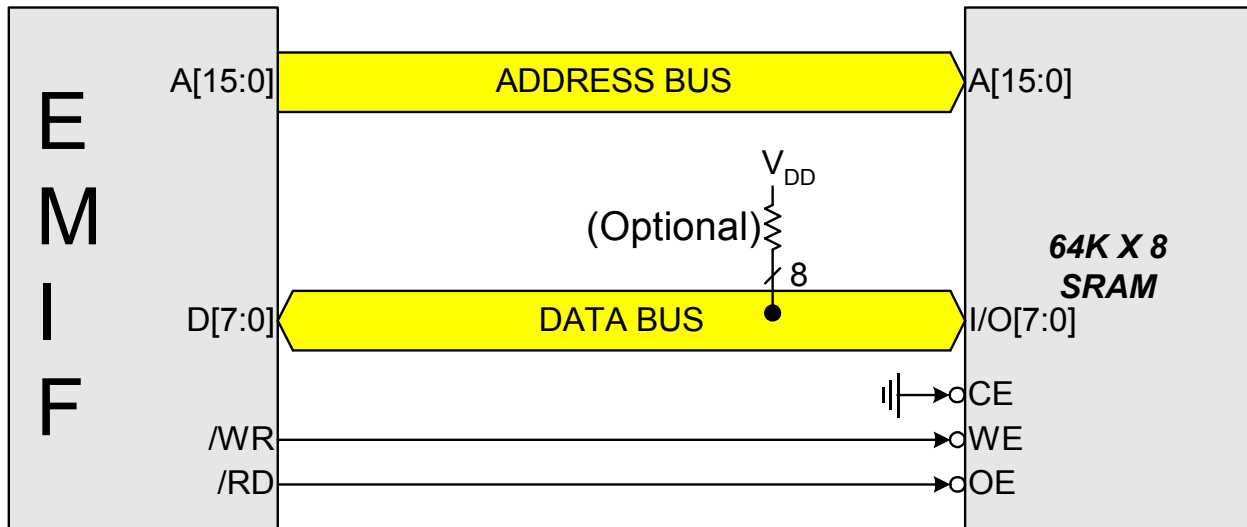 E
M
I
F
A[15:0]
ADDRESS BUS
A[15:0]
VDD
(Optional)
8
64K X 8
SRAM
D[7:0]
DATA BUS
I/O[7:0]
CE
/WR
WE
/RD
OE